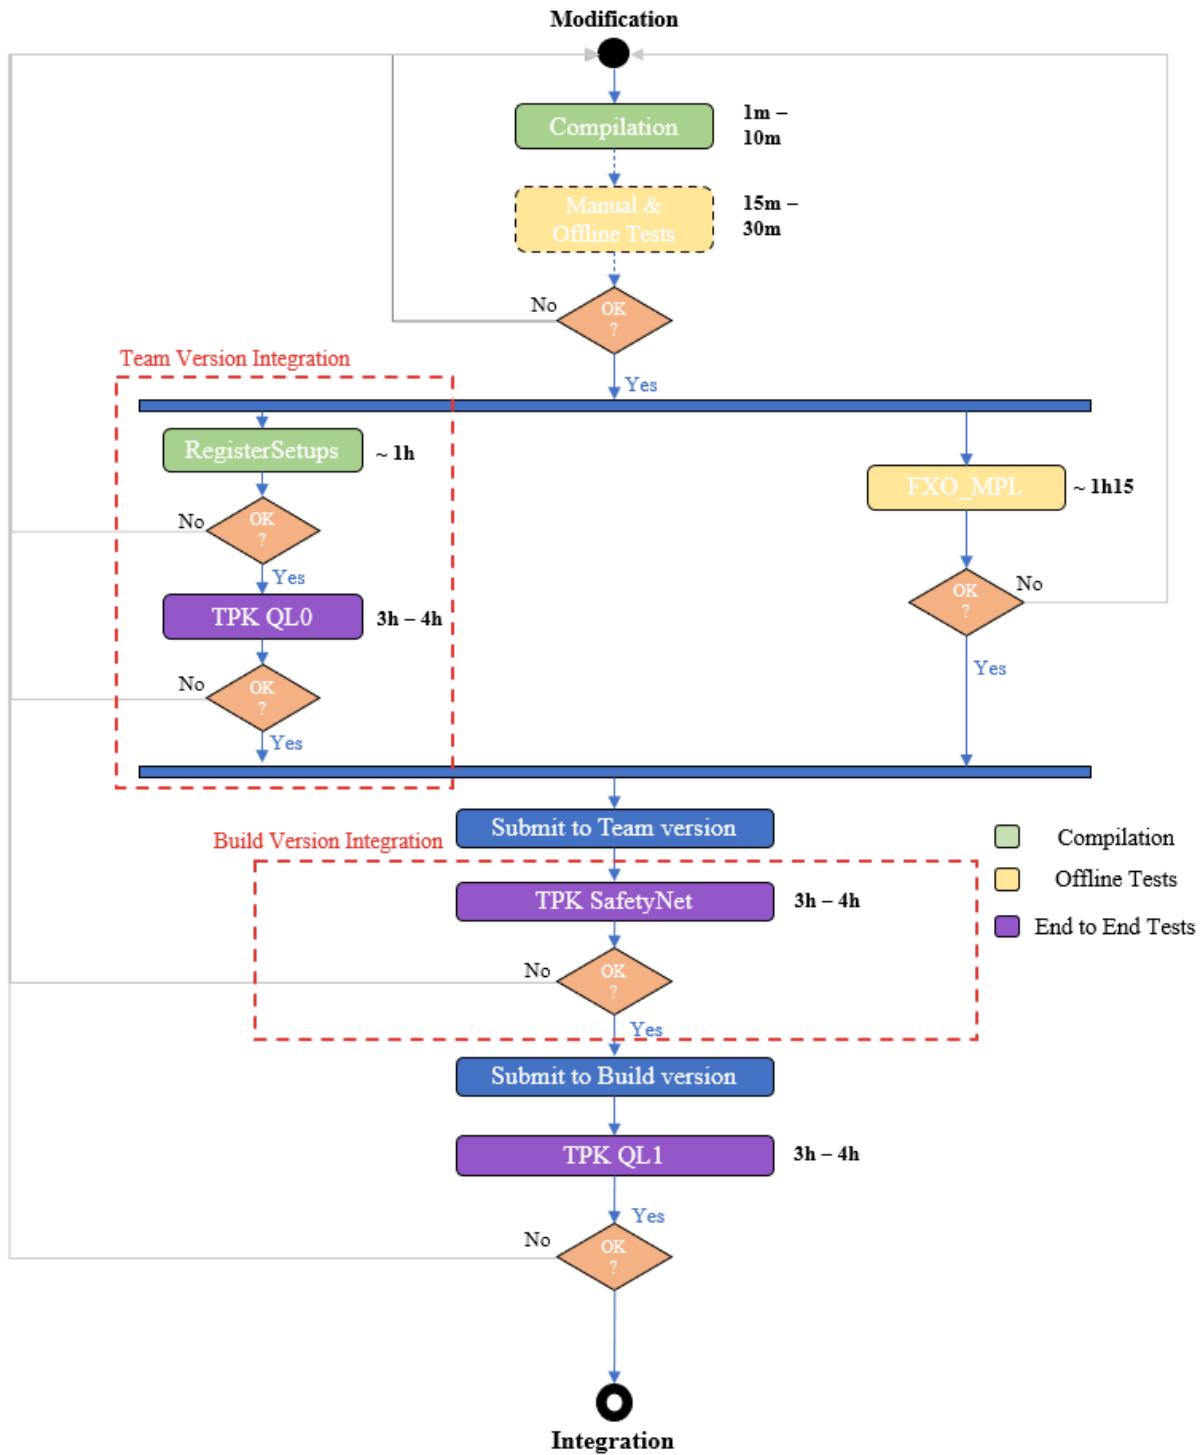 Modification
Compilation
1m –
10m
Manual &
Offline Tests
15m –
30m
OK
?
No
Yes
Team Version Integration
RegisterSetups
~ 1h
FXO_MPL
~ 1h15
OK
?
No
Yes
TPK QL0
3h – 4h
OK
?
No
Yes
OK
?
No
Yes
Submit to Team version
Build Version Integration
TPK SafetyNet
3h – 4h
Compilation
Offline Tests
End to End Tests
OK
?
No
Yes
Submit to Build version
TPK QL1
3h – 4h
Yes
OK
?
No
Integration